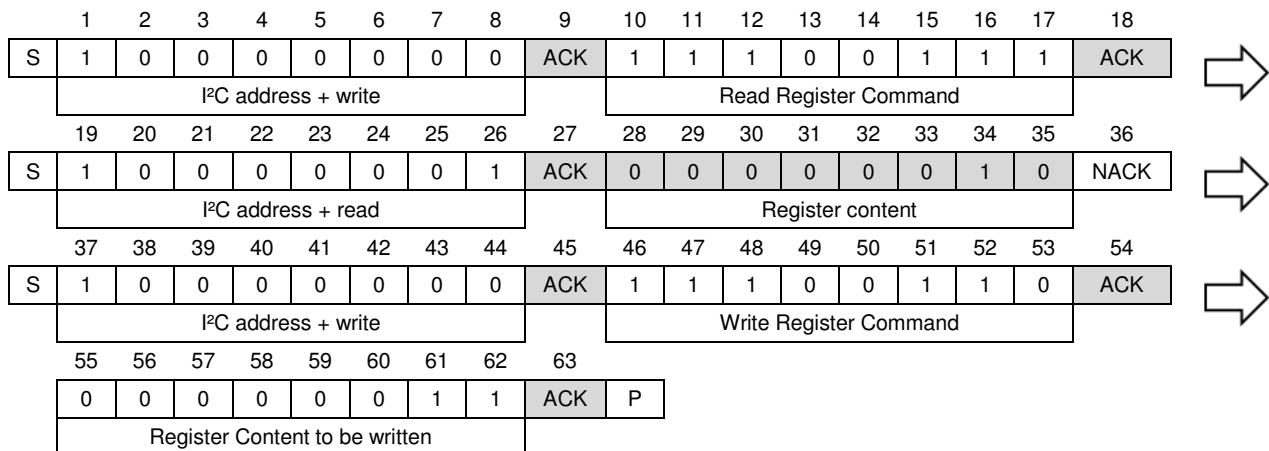 1 2 3 4 5 6 7 8 9 10 11 12 13 14 15 16 17 18
S 1 0 0 0 0 0 0 0 ACK 1 1 1 0 0 1 1 1 ACK
I²C address + write Read Register Command
19 20 21 22 23 24 25 26 27 28 29 30 31 32 33 34 35 36
S 1 0 0 0 0 0 0 1 ACK 0 0 0 0 0 0 1 0 NACK
I²C address + read Register content
37 38 39 40 41 42 43 44 45 46 47 48 49 50 51 52 53 54
S 1 0 0 0 0 0 0 0 ACK 1 1 1 0 0 1 1 0 ACK
I²C address + write Write Register Command
55 56 57 58 59 60 61 62 63
0 0 0 0 0 0 1 1 ACK P
Register Content to be written